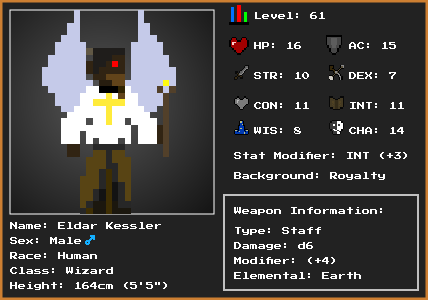 Level: 61
HP: 16 AC: 15
STR: 10 DEX: 7
CON: 11 INT: 11
WIS: 8 CHA: 14
Stat Modifier: INT (+3)
Background: Royalty
Name: Eldar Kessler
Sex: Male ♂
Race: Human
Class: Wizard
Height: 164cm (5'5")
Weapon Information:
Type: Staff
Damage: d6
Modifier: (+4)
Elemental: Earth